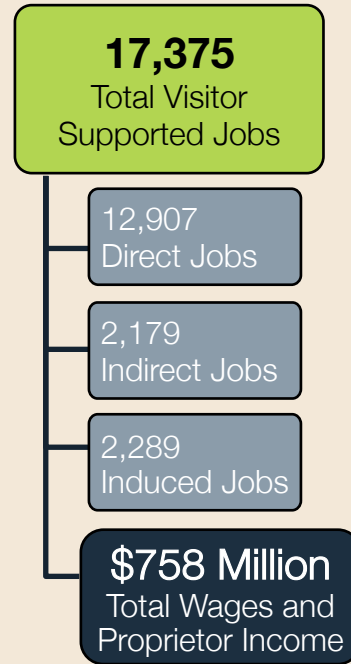 17,375
Total Visitor
Supported Jobs
12,907
Direct Jobs
2,179
Indirect Jobs
2,289
Induced Jobs
$758 Million
Total Wages and
Proprietor Income